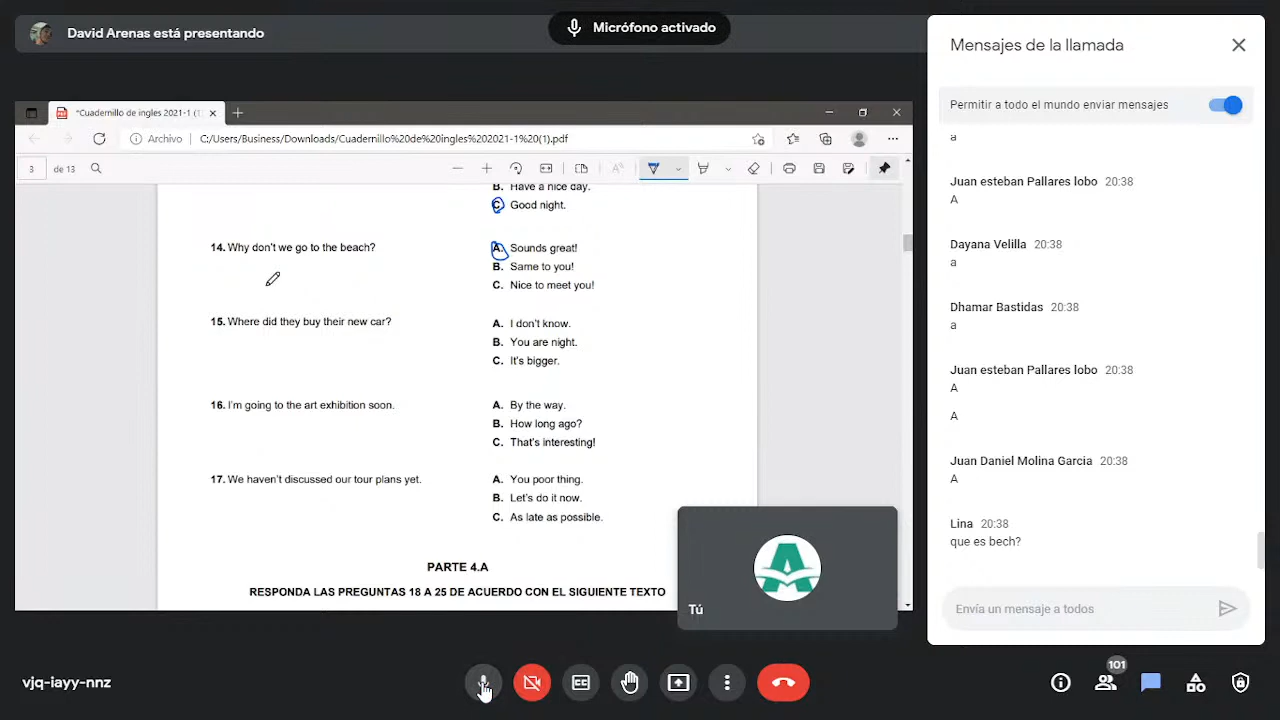 David Arenas está presentando
Micrófono activado
*Cuadernillo de ingles 2021-1 (1
Archivo
C:/Users/Business/Downloads/Cuadernillo%20de%20ingles%202021-1%20(1).pdf
3
de 13
B. Have a nice day.
C. Good night.
14. Why don't we go to the beach?
A. Sounds great!
B. Same to you!
C. Nice to meet you!
15. Where did they buy their new car?
A. I don't know.
B. You are night.
C. It's bigger.
16. I'm going to the art exhibition soon.
A. By the way.
B. How long ago?
C. That's interesting!
17. We haven't discussed our tour plans yet.
A. You poor thing.
B. Let's do it now.
C. As late as possible.
PARTE 4.A
RESPONDA LAS PREGUNTAS 18 A 25 DE ACUERDO CON EL SIGUIENTE TEXTO
Tú
Mensajes de la llamada
Permitir a todo el mundo enviar mensajes
a
Juan esteban Pallares lobo 20:38
A
Dayana Velilla 20:38
a
Dhamar Bastidas 20:38
a
Juan esteban Pallares lobo 20:38
A
A
Juan Daniel Molina Garcia 20:38
A
Lina 20:38
que es bech?
Envía un mensaje a todos
vjq-iayy-nnz
CC
101